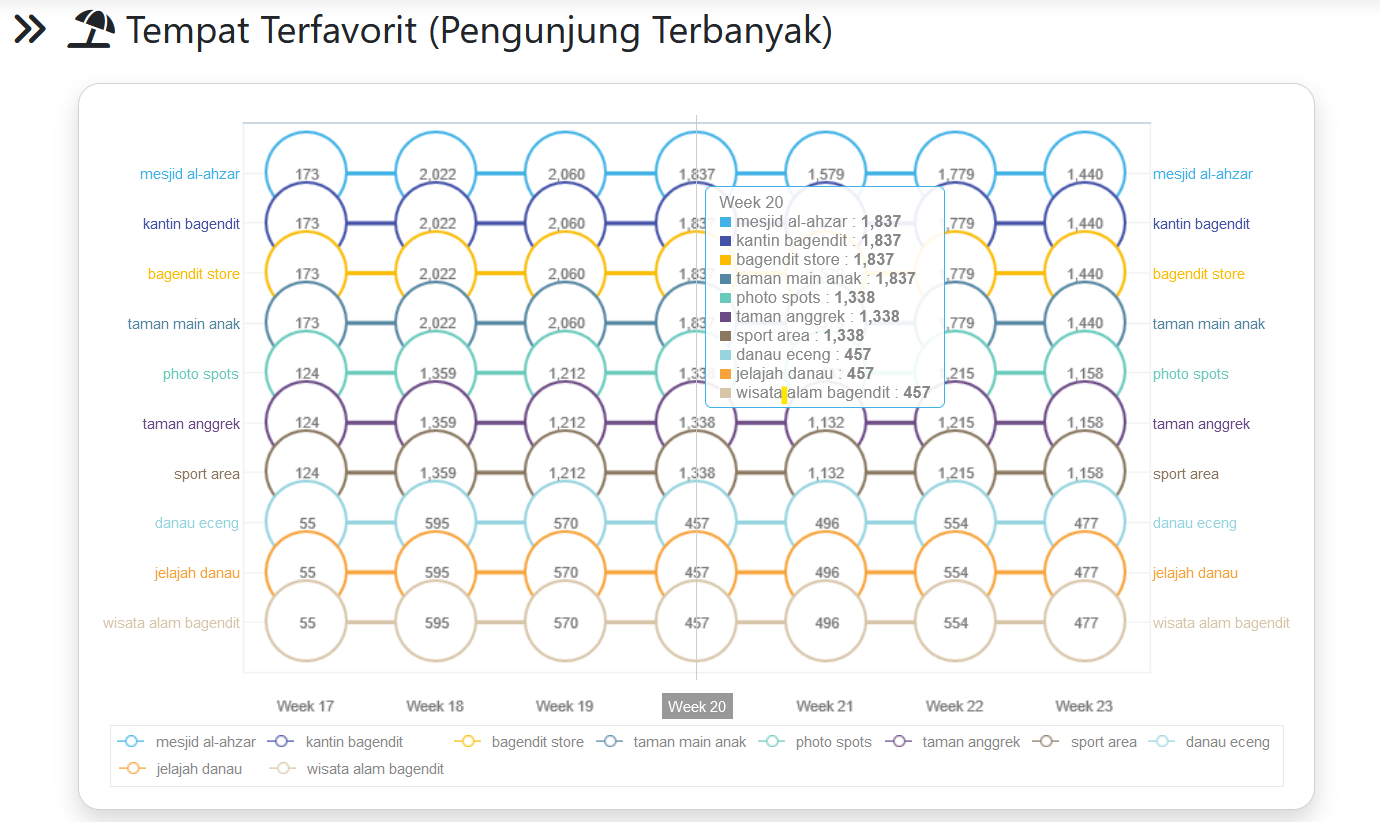 Tempat Terfavorit (Pengunjung Terbanyak)
mesjid al-ahzar 173 2,022 2,060 1,837 1,579 1,779 1,440 mesjid al-ahzar
kantin bagendit 173 2,022 2,060 1,83 ,779 1,440 kantin bagendit
bagendit store 173 2,022 2,060 1,83 ,779 1,440 bagendit store
taman main anak 173 2,022 2,060 1,83 ,779 1,440 taman main anak
photo spots 124 1,359 1,212 1,33 ,215 1,158 photo spots
taman anggrek 124 1,359 1,212 1,338 1,132 1,215 1,158 taman anggrek
sport area 124 1,359 1,212 1,338 1,132 1,215 1,158 sport area
danau eceng 55 595 570 457 496 554 477 danau eceng
jelajah danau 55 595 570 457 496 554 477 jelajah danau
wisata alam bagendit 55 595 570 457 496 554 477 wisata alam bagendit
Week 20
mesjid al-ahzar : 1,837
kantin bagendit : 1,837
bagendit store : 1,837
taman main anak : 1,837
photo spots : 1,338
taman anggrek : 1,338
sport area : 1,338
danau eceng : 457
jelajah danau : 457
wisata alam bagendit : 457
Week 17 Week 18 Week 19 Week 20 Week 21 Week 22 Week 23
mesjid al-ahzar kantin bagendit bagendit store taman main anak photo spots taman anggrek sport area danau eceng
jelajah danau wisata alam bagendit